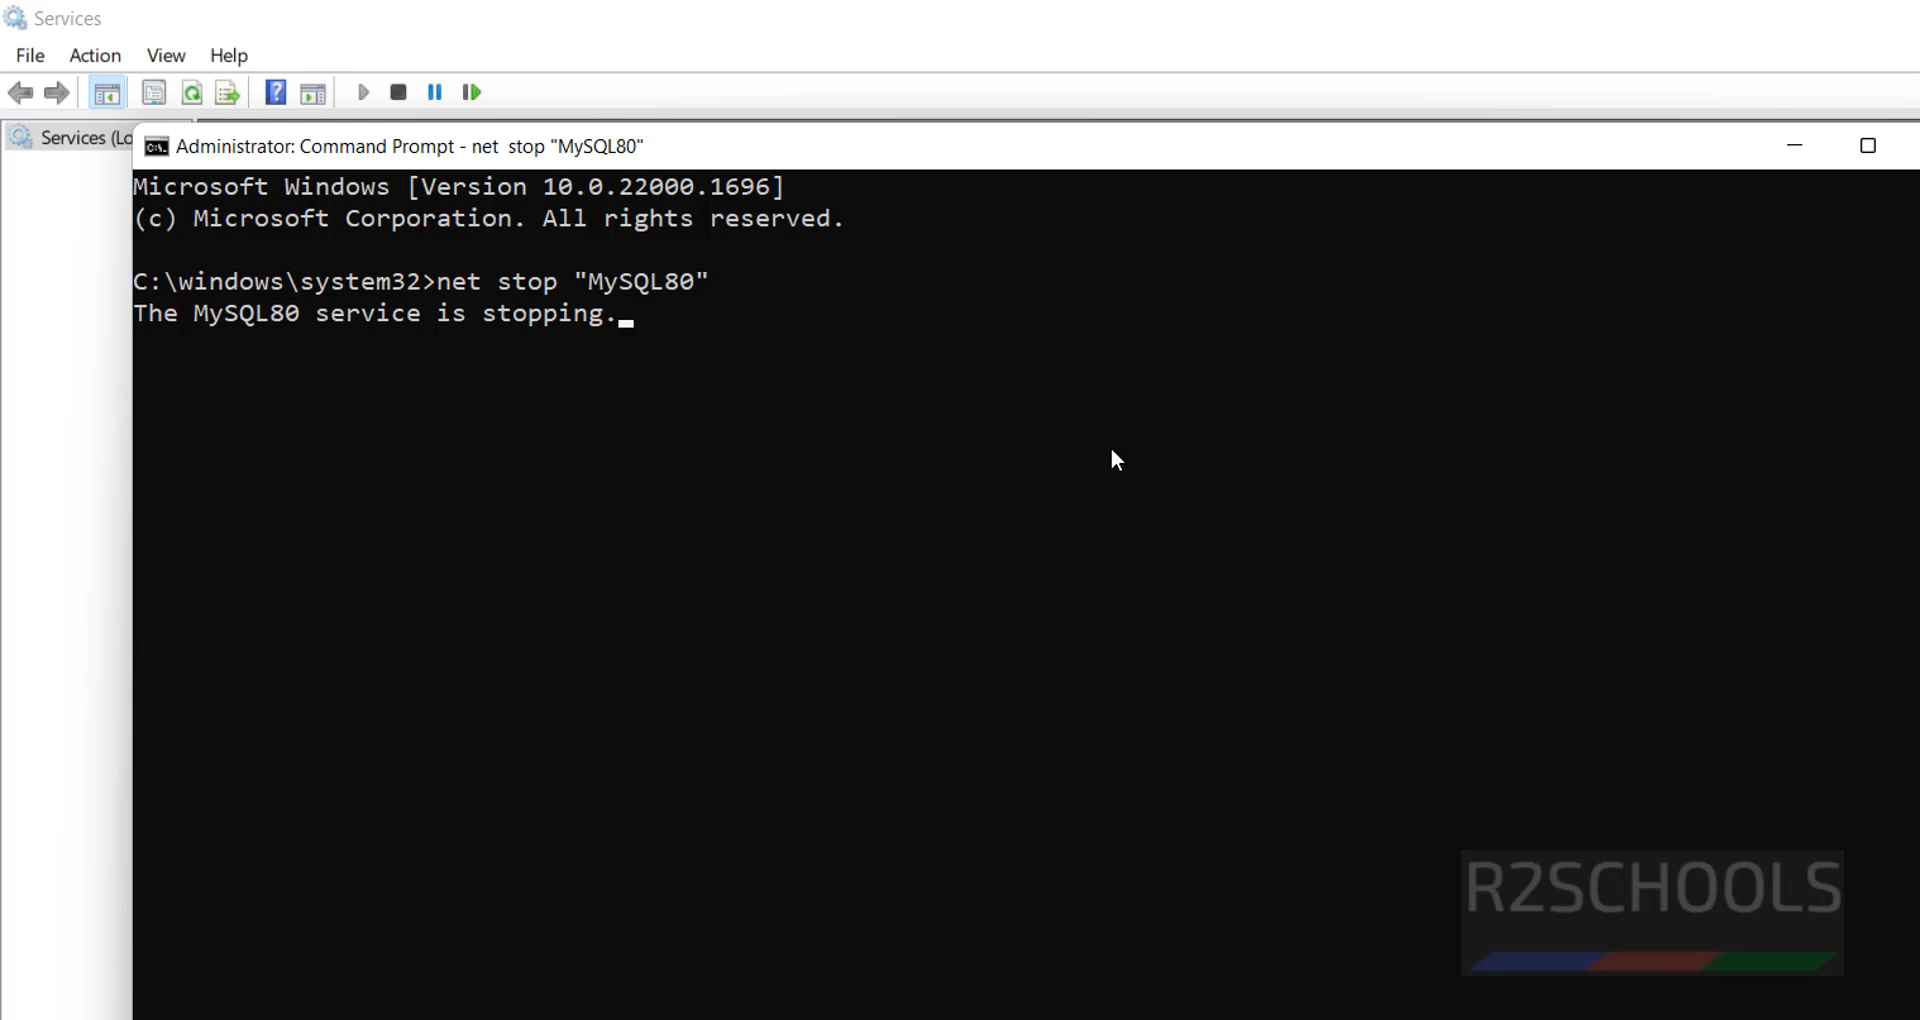 Services
File Action View Help
Services (Lo
Administrator: Command Prompt - net  stop "MySQL80"
Microsoft Windows [Version 10.0.22000.1696]
(c) Microsoft Corporation. All rights reserved.
C:\windows\system32>net stop "MySQL80"
The MySQL80 service is stopping.
R2SCHOOLS